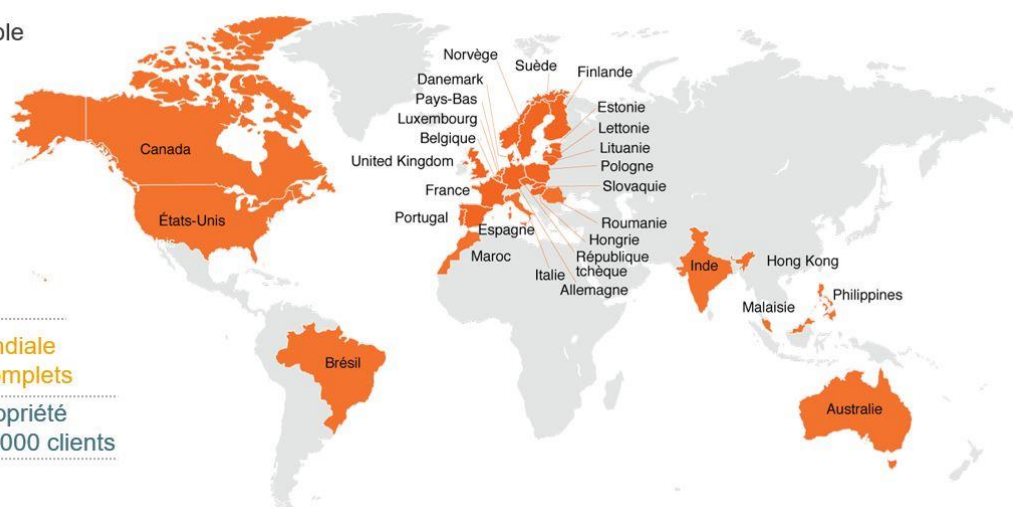 ble
Norvège
Suède
Finlande
Danemark
Pays-Bas
Luxembourg
Belgique
United Kingdom
France
Portugal
Espagne
Maroc
Estonie
Lettonie
Lituanie
Pologne
Slovaquie
Roumanie
Hongrie
République
tchèque
Allemagne
Italie
Canada
États-Unis
Brésil
Inde
Hong Kong
Malaisie
Philippines
Australie
ndiale
omplets
opriété
000 clients